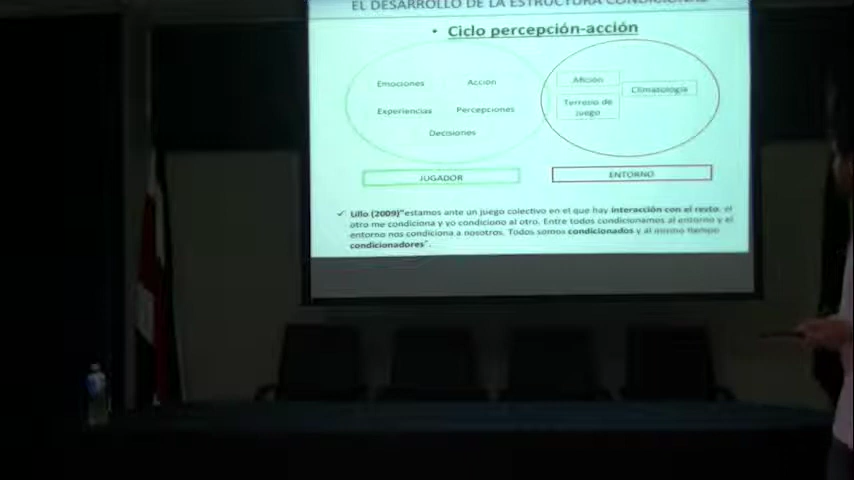 EL DESARROLLO DE LA ESTRUCTURA CONDICIONAL
• Ciclo percepción-acción
Emociones Acción
Experiencias Percepciones
Decisiones
Afición
Climatología
Terreno de
juego
JUGADOR
ENTORNO
✓ Lillo (2009)"estamos ante un juego colectivo en el que hay interacción con el resto, el
otro me condiciona y yo condiciono al otro. Entre todos condicionamos al entorno y el
entorno nos condiciona a nosotros. Todos somos condicionados y al mismo tiempo
condicionadores".